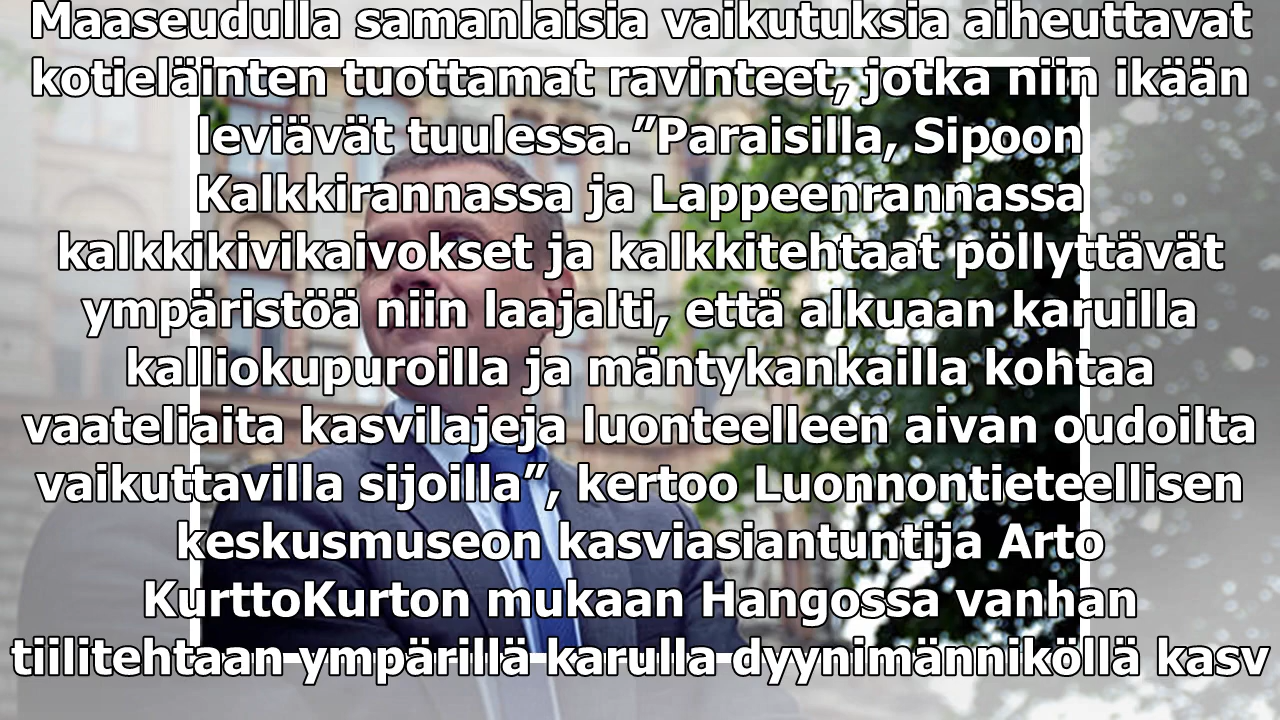 Maaseudulla samanlaisia vaikutuksia aiheuttavat
kotieläinten tuottamat ravinteet, jotka niin ikään
leviävät tuulessa.”Paraisilla, Sipoon
Kalkkirannassa ja Lappeenrannassa
kalkkikivikaivokset ja kalkkitehtaat pöllyttävät
ympäristöä niin laajalti, että alkuaan karuilla
kalliokupuroilla ja mäntykankailla kohtaa
vaateliaita kasvilajeja luonteelleen aivan oudoilta
vaikuttavilla sijoilla”, kertoo Luonnontieteellisen
keskusmuseon kasviasiantuntija Arto
KurttoKurton mukaan Hangossa vanhan
tiilitehtaan ympärillä karulla dyynimänniköllä kasv